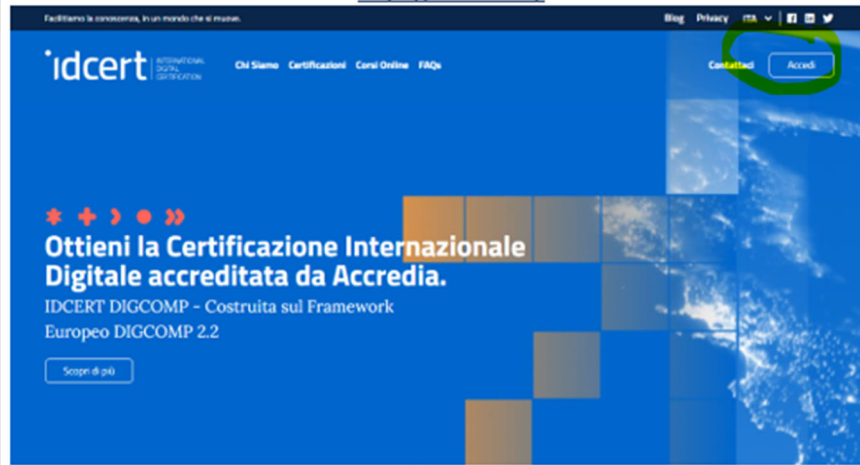 Facilitiamo la conoscenza, in un mondo che si muove.
Blog Privacy ITA
idcert INTERNATIONAL DIGITAL CERTIFICATION
Chi Siamo Certificazioni Corsi Online FAQs
Contattaci Accedi
Ottieni la Certificazione Internazionale
Digitale accreditata da Accredia.
IDCERT DIGCOMP – Costruita sul Framework
Europeo DIGCOMP 2.2
Scopri di più